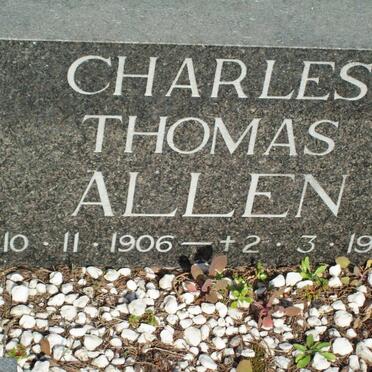 CHARLES
THOMAS
ALLEN
10 · 11 · 1906 — + 2 · 3 · 19